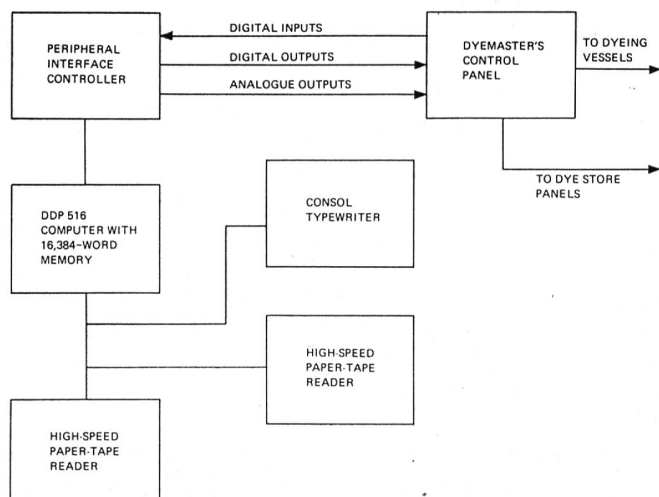 DIGITAL INPUTS
PERIPHERAL
INTERFACE
CONTROLLER
DIGITAL OUTPUTS
ANALOGUE OUTPUTS
DYEMASTER'S
CONTROL
PANEL
TO DYEING
VESSELS
TO DYE STORE
PANELS
DDP 516
COMPUTER WITH
16,384-WORD
MEMORY
CONSOL
TYPEWRITER
HIGH-SPEED
PAPER-TAPE
READER
HIGH-SPEED
PAPER-TAPE
READER